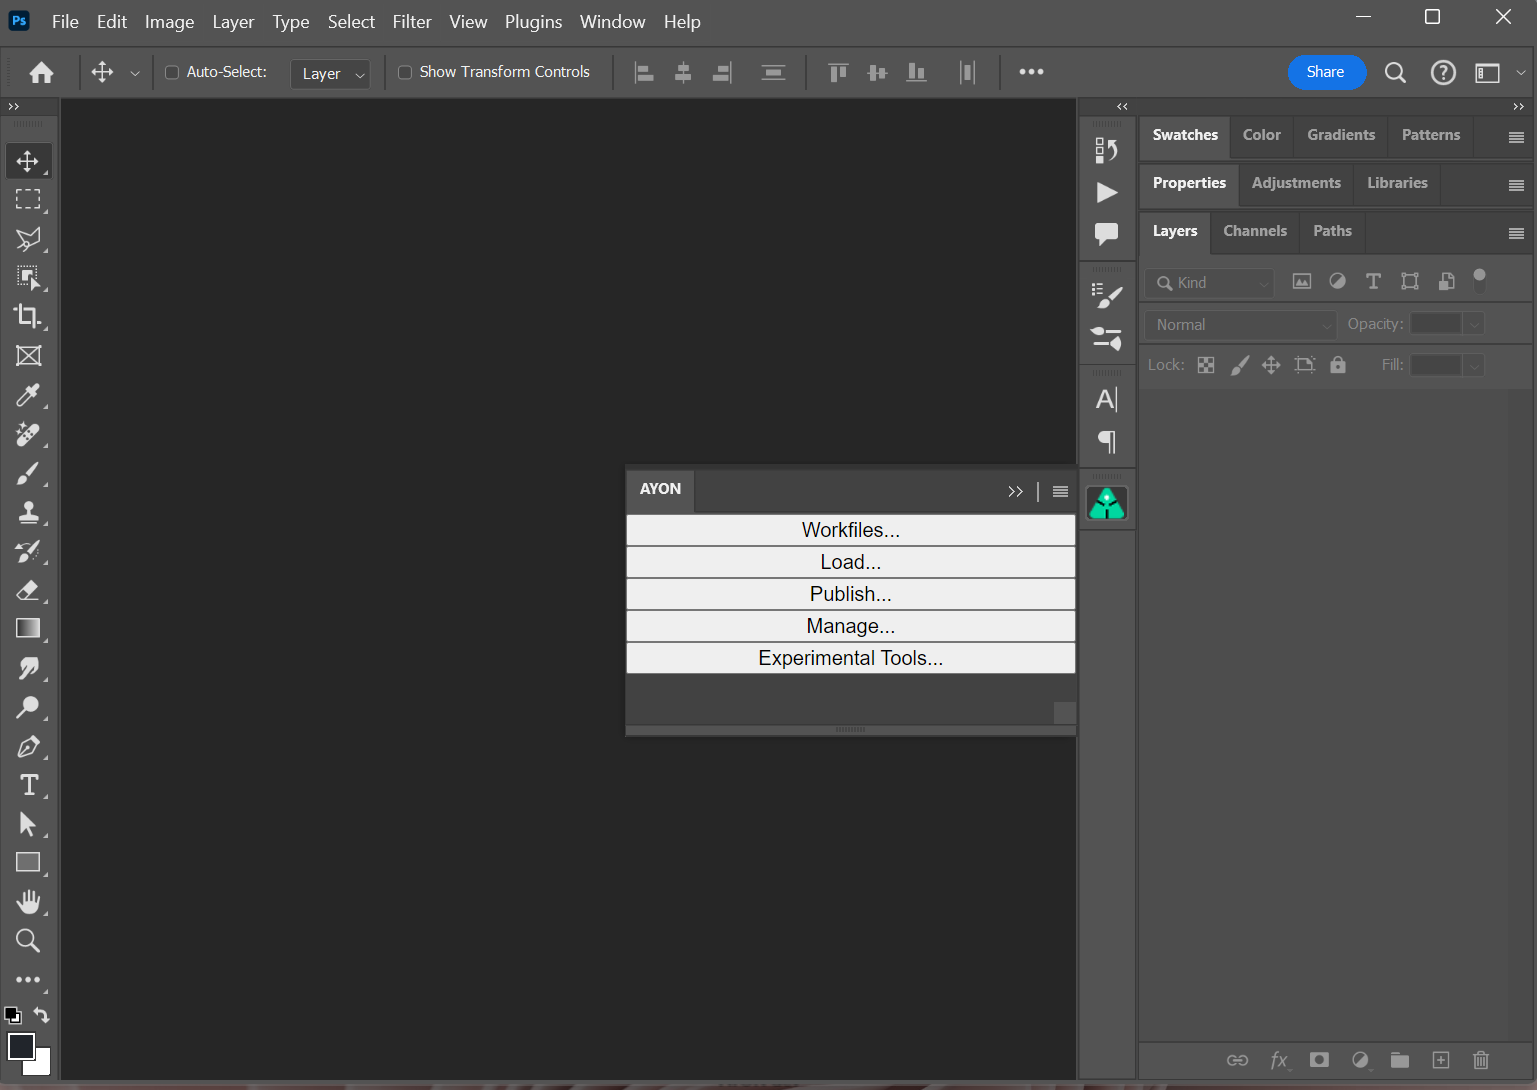 Ps File Edit Image Layer Type Select Filter View Plugins Window Help
Auto-Select: Layer Show Transform Controls Share
Swatches Color Gradients Patterns
Properties Adjustments Libraries
Layers Channels Paths
Kind
Normal Opacity:
Lock: Fill:
AYON
Workfiles...
Load...
Publish...
Manage...
Experimental Tools...
fx